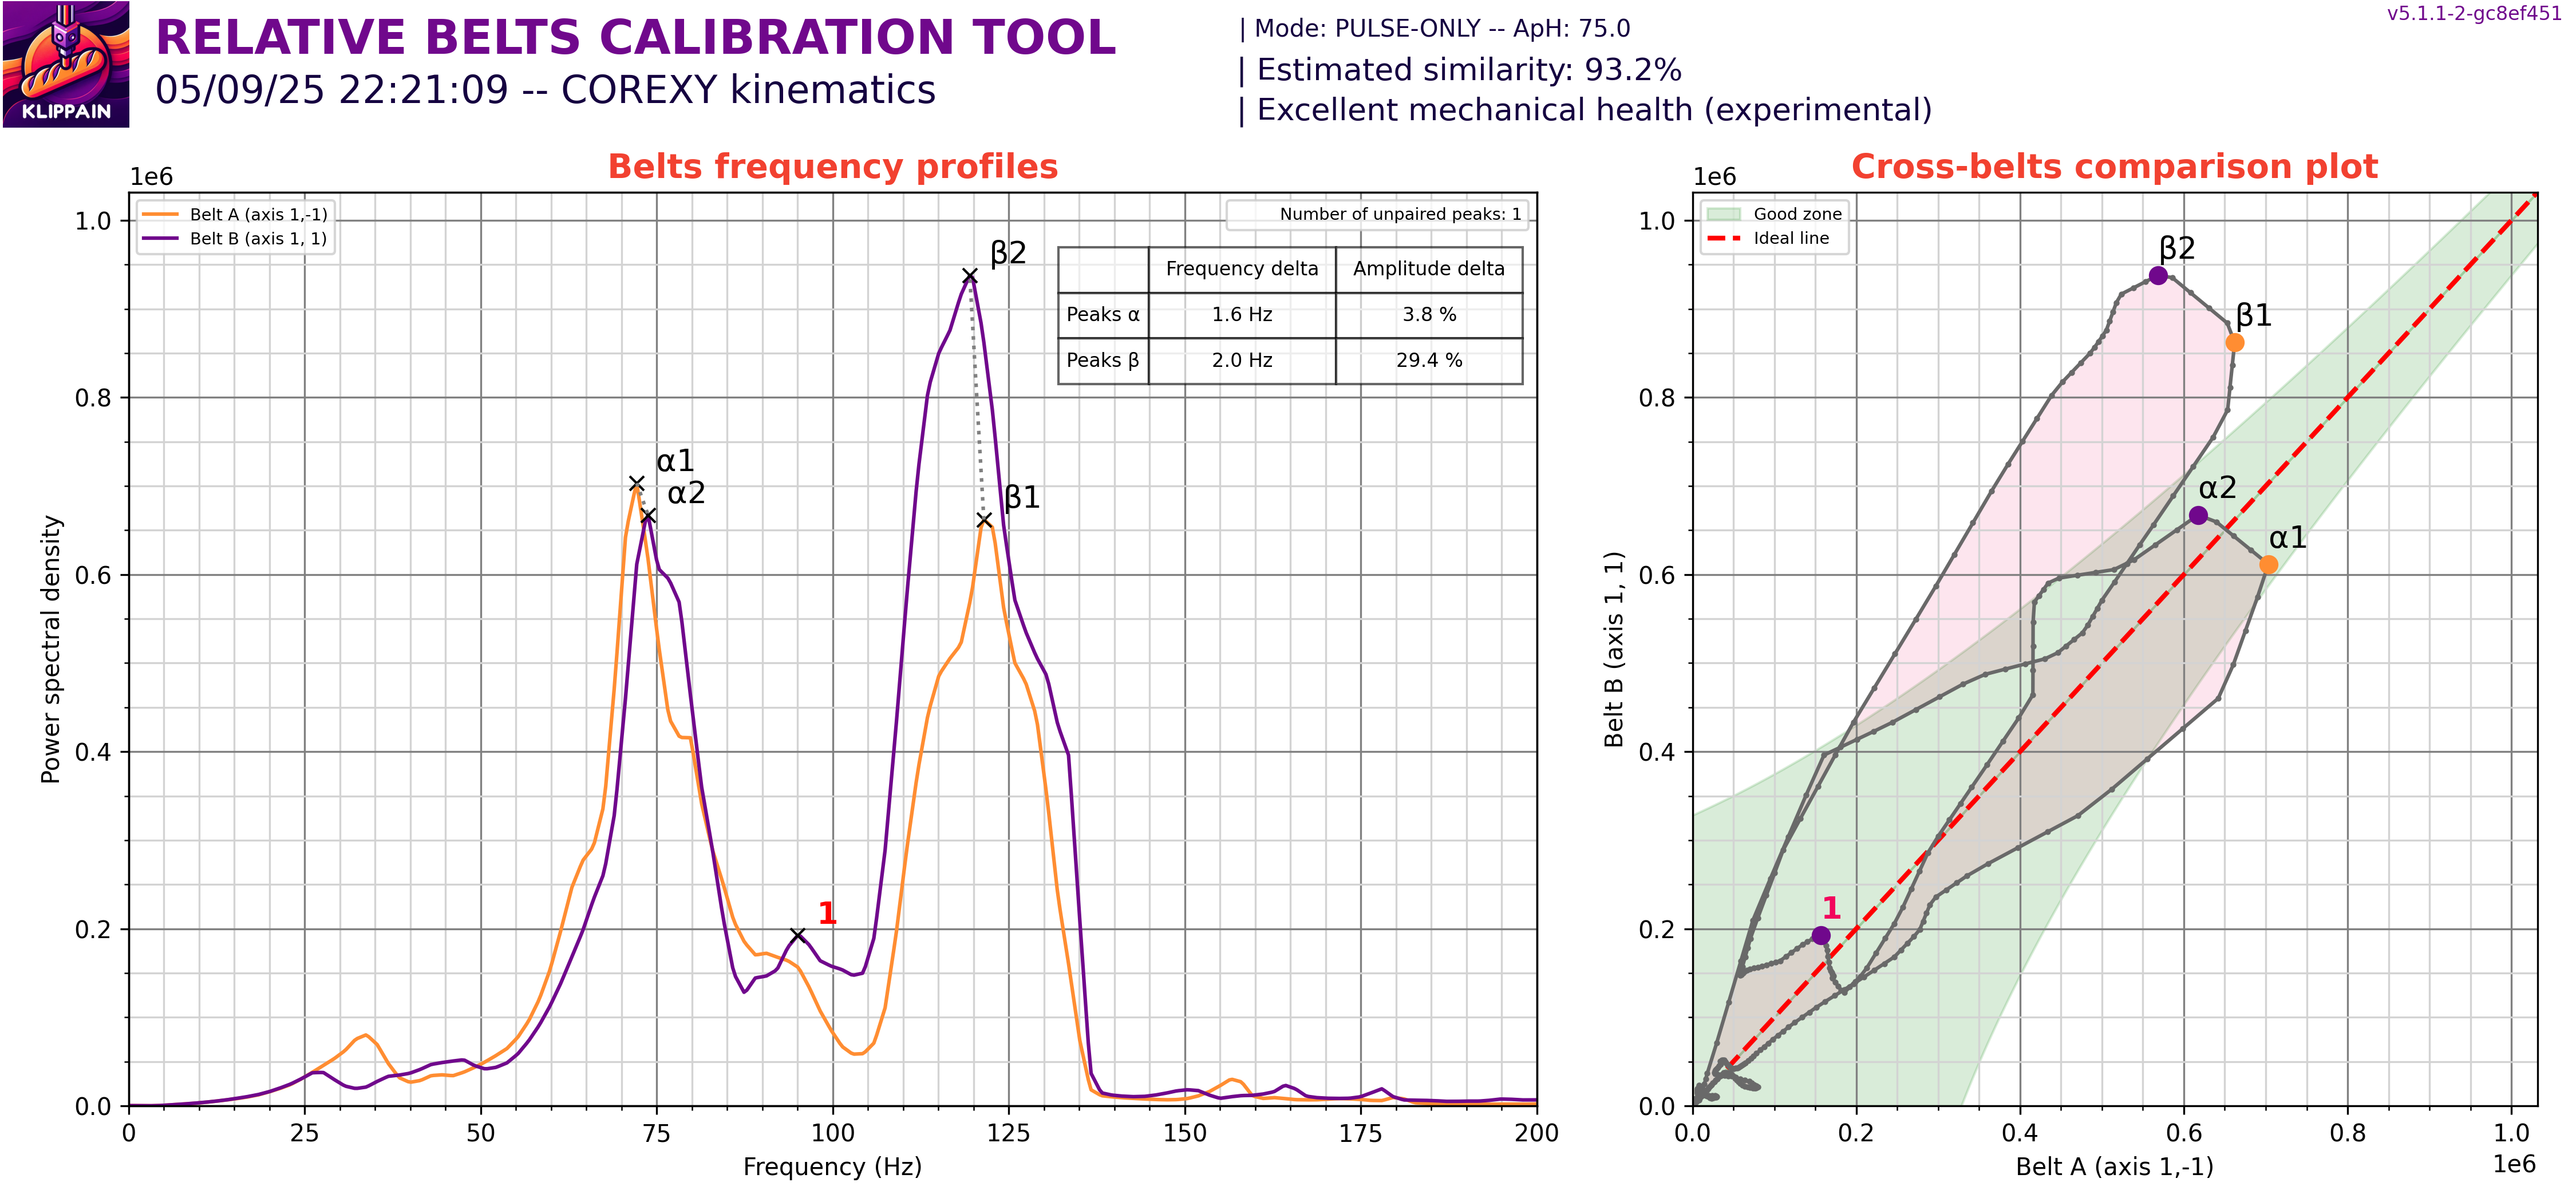 KLIPPAIN
RELATIVE BELTS CALIBRATION TOOL
05/09/25 22:21:09 -- COREXY kinematics
| Mode: PULSE-ONLY -- ApH: 75.0
| Estimated similarity: 93.2%
| Excellent mechanical health (experimental)
v5.1.1-2-gc8ef451
Belts frequency profiles
1e6
Belt A (axis 1,-1)
Belt B (axis 1, 1)
Number of unpaired peaks: 1
Frequency delta Amplitude delta
Peaks α 1.6 Hz 3.8 %
Peaks β 2.0 Hz 29.4 %
β2
β1
α1
α2
1
Power spectral density
1.0
0.8
0.6
0.4
0.2
0.0
0 25 50 75 100 125 150 175 200
Frequency (Hz)
Cross-belts comparison plot
1e6
Good zone
Ideal line
β2
β1
α2
α1
1
Belt B (axis 1, 1)
1.0
0.8
0.6
0.4
0.2
0.0
0.0 0.2 0.4 0.6 0.8 1.0
Belt A (axis 1,-1)
1e6